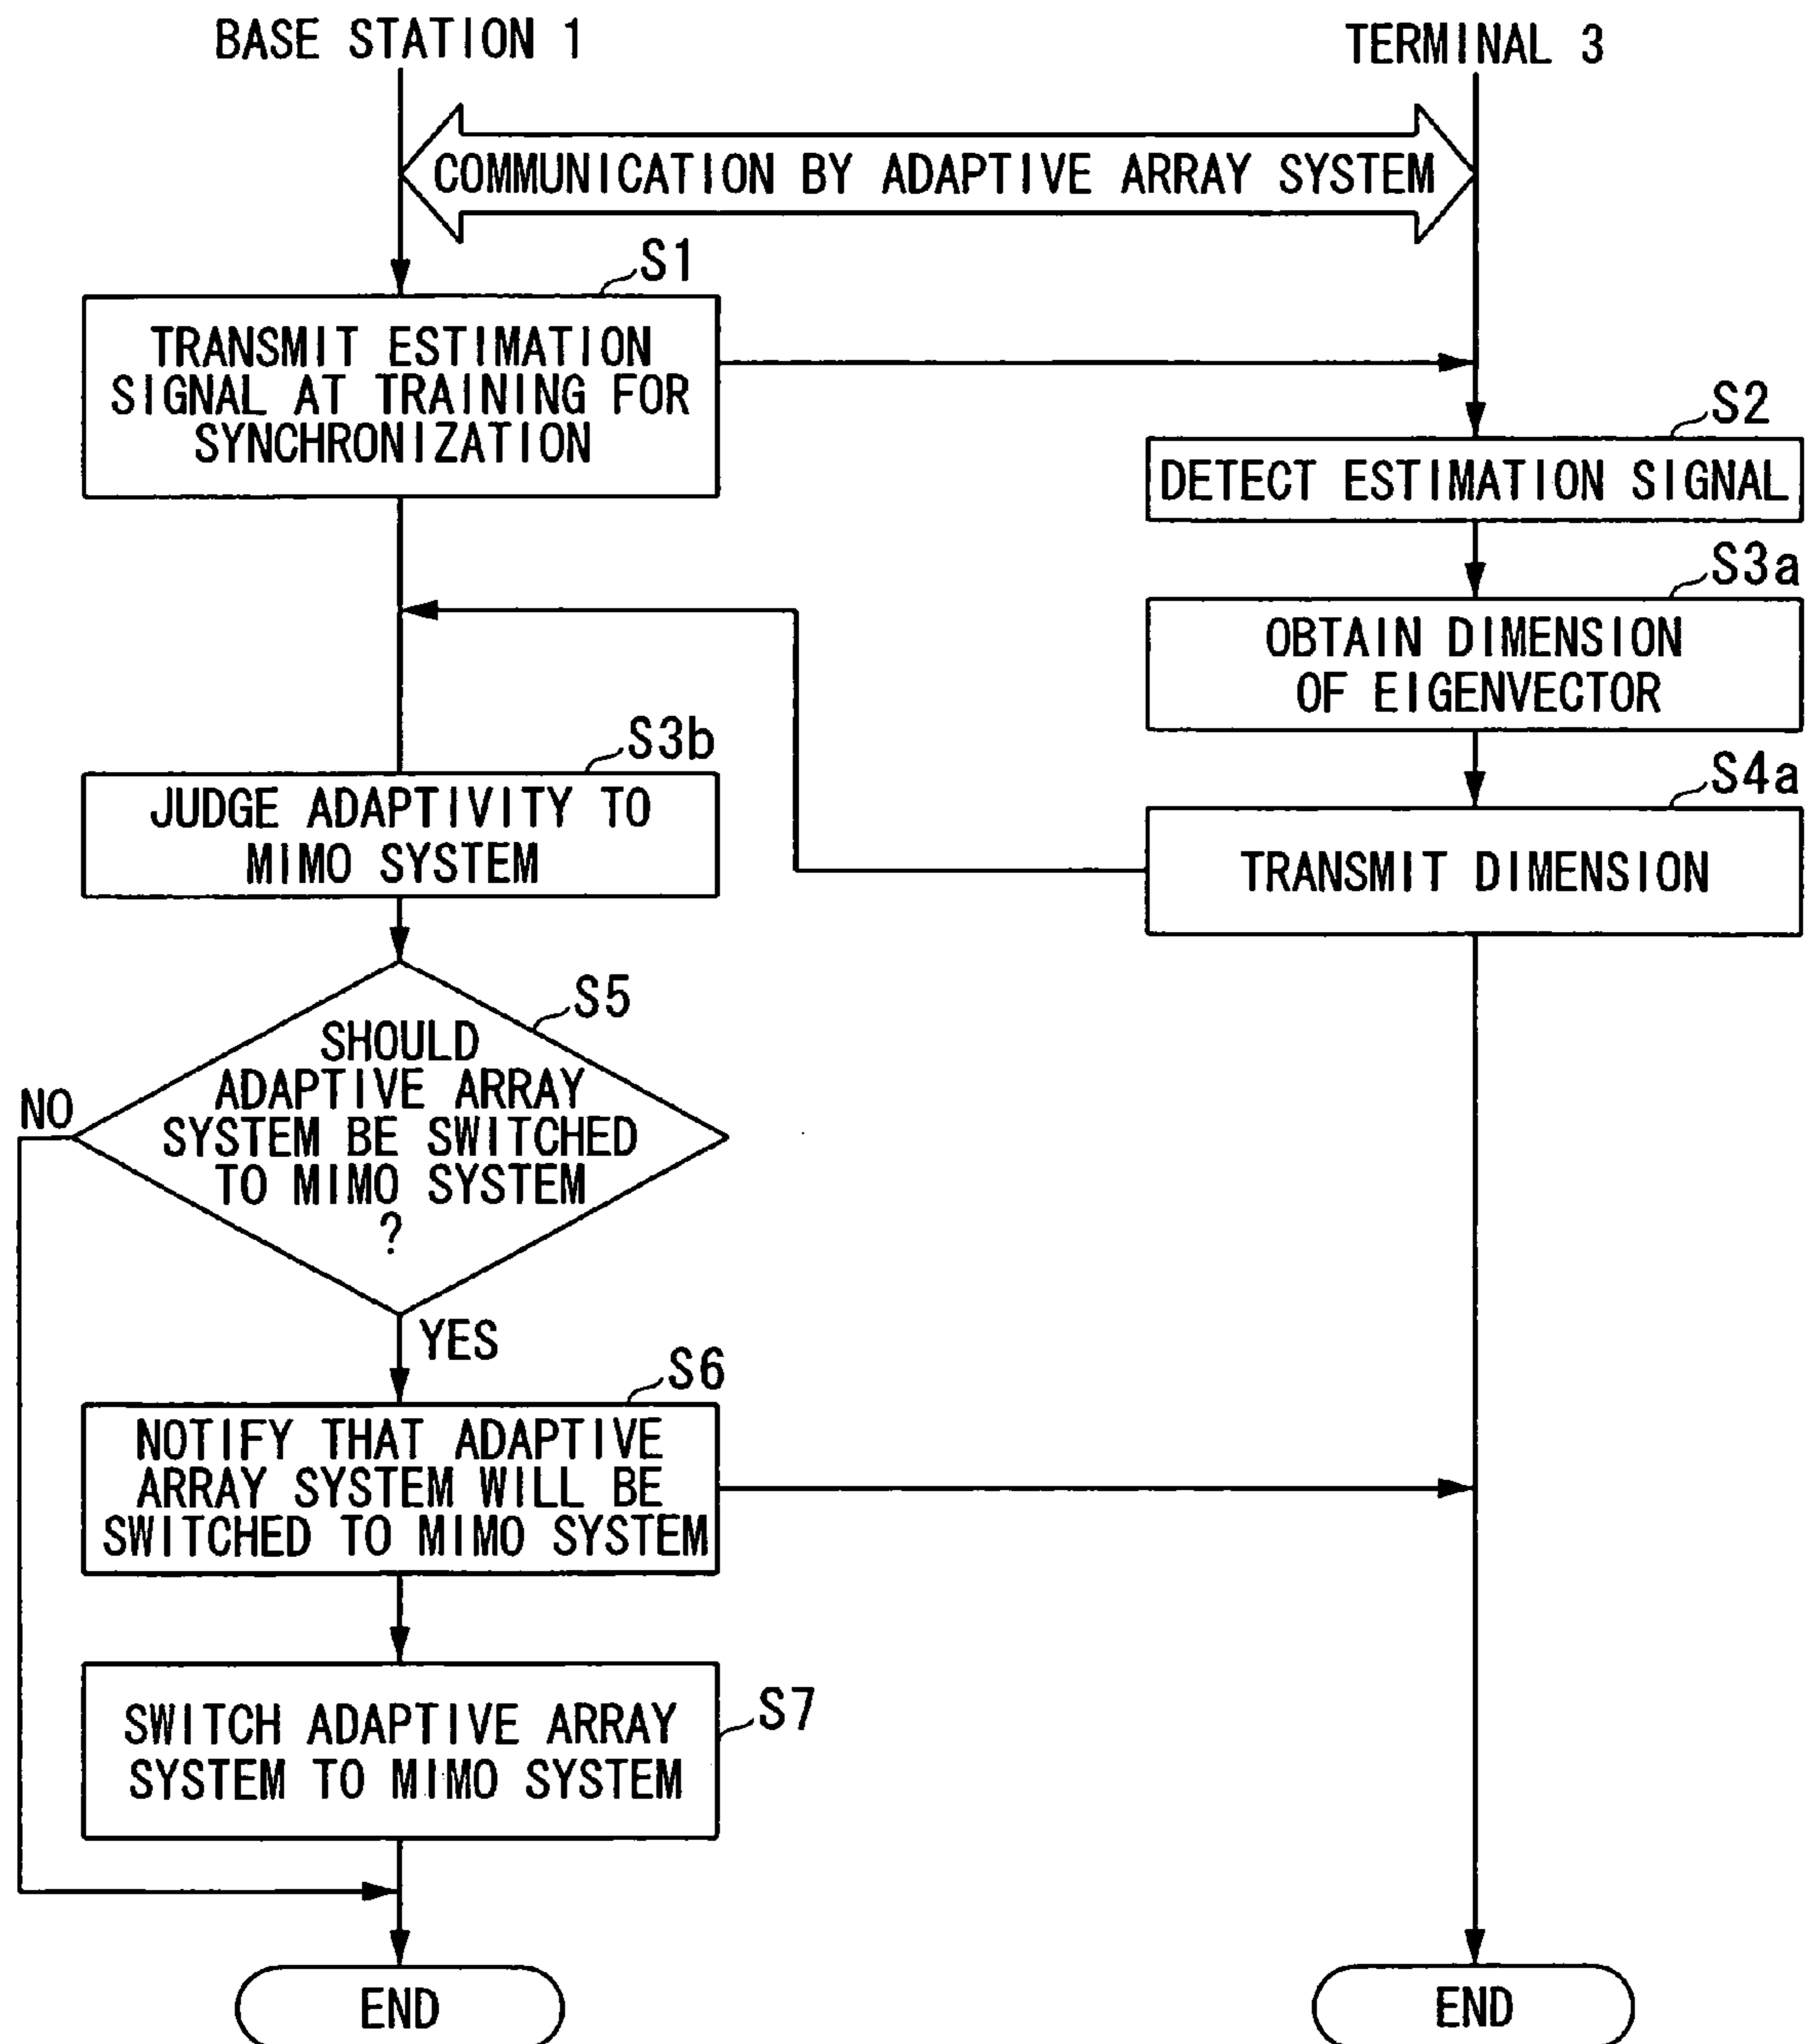 BASE STATION 1
TERMINAL 3
COMMUNICATION BY ADAPTIVE ARRAY SYSTEM
S1
TRANSMIT ESTIMATION
SIGNAL AT TRAINING FOR
SYNCHRONIZATION
S2
DETECT ESTIMATION SIGNAL
S3a
OBTAIN DIMENSION
OF EIGENVECTOR
S3b
JUDGE ADAPTIVITY TO
MIMO SYSTEM
S4a
TRANSMIT DIMENSION
S5
SHOULD
ADAPTIVE ARRAY
SYSTEM BE SWITCHED
TO MIMO SYSTEM
?
NO
YES
S6
NOTIFY THAT ADAPTIVE
ARRAY SYSTEM WILL BE
SWITCHED TO MIMO SYSTEM
S7
SWITCH ADAPTIVE ARRAY
SYSTEM TO MIMO SYSTEM
END
END